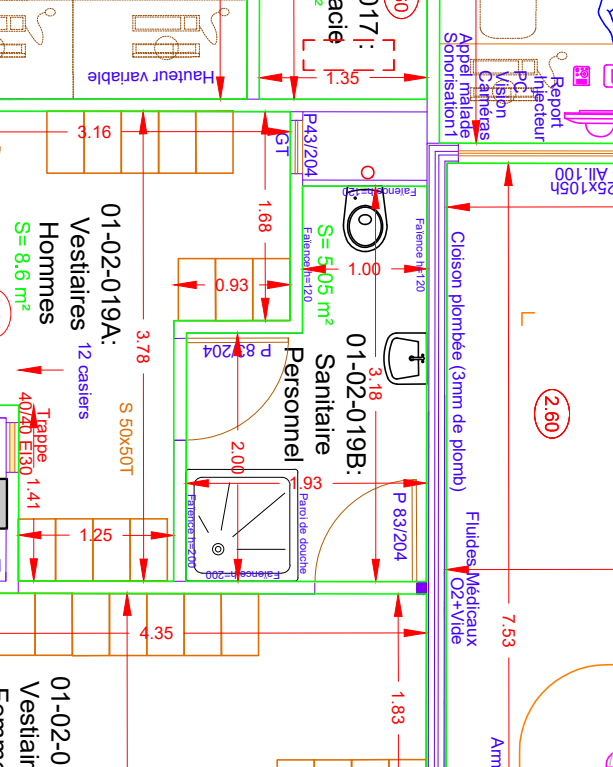 017 :
acie
1.35
Hauteur variable
Report
Injecteur
PC
Vision
Caméras
Appel malade
Sonorisation1
25x105h
All.100
3.16
GT
P43/204
1.68
0.93
01-02-019A:
Vestiaires
Hommes
S= 8.6 m²
12 casiers
3.78
S 50x50T
Trappe
40/40 EI30
1.41
1.25
Faïence h=120
Faïence h=120
Faïence h=120
S= 5.05 m²
1.00
3.18
01-02-019B:
Sanitaire
Personnel
P 83/204
2.00
1.93
Paroi de douche
Faïence h=200
Faïence h=200
P 83/204
Cloison plombée (3mm de plomb)
Fluides Médicaux
O2+Vide
2.60
7.53
4.35
1.83
01-02-0
Vestiair
Arm